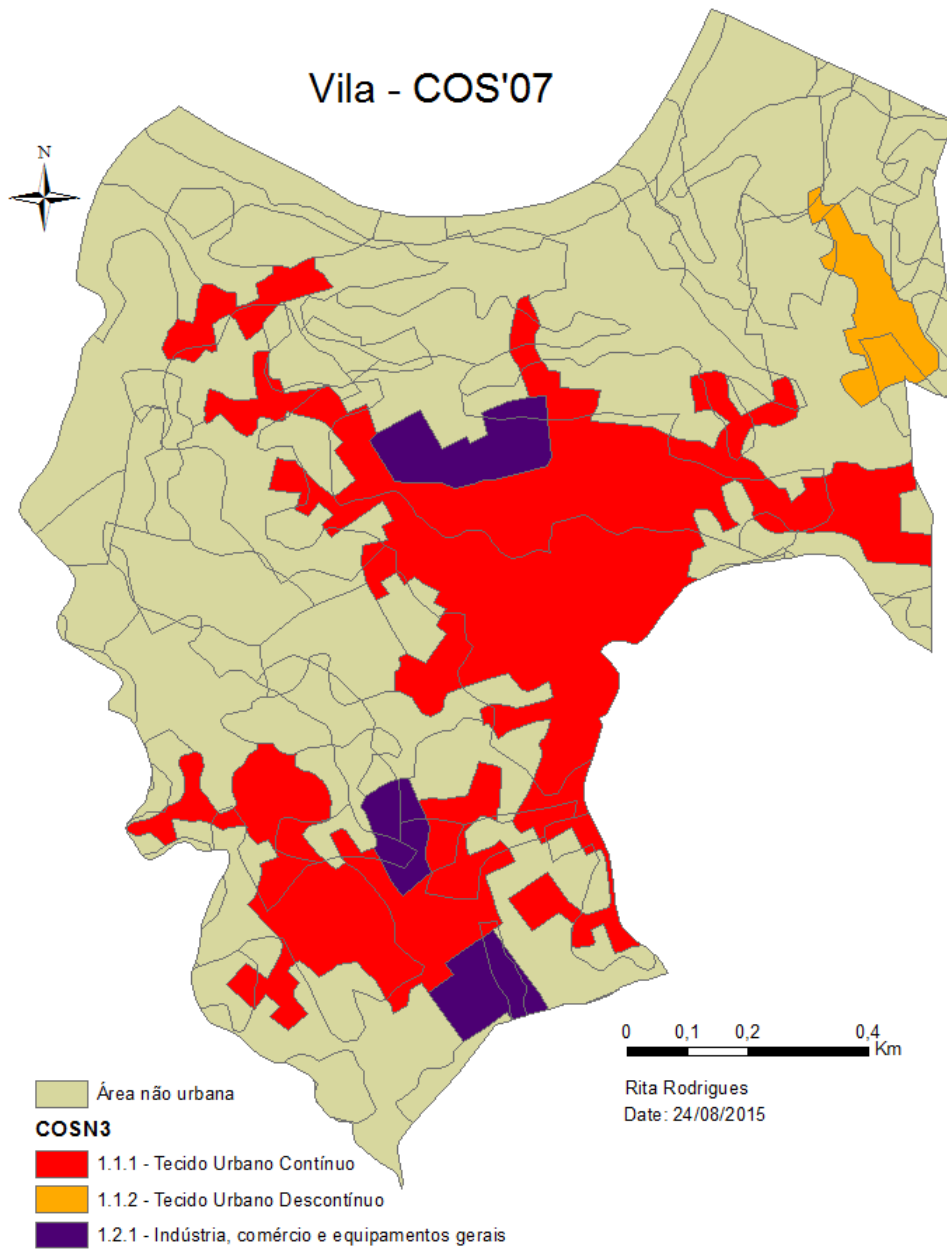 Vila - COS'07
N
0 0,1 0,2 0,4
Km
Rita Rodrigues
Date: 24/08/2015
Área não urbana
COSN3
1.1.1 - Tecido Urbano Contínuo
1.1.2 - Tecido Urbano Descontínuo
1.2.1 - Indústria, comércio e equipamentos gerais